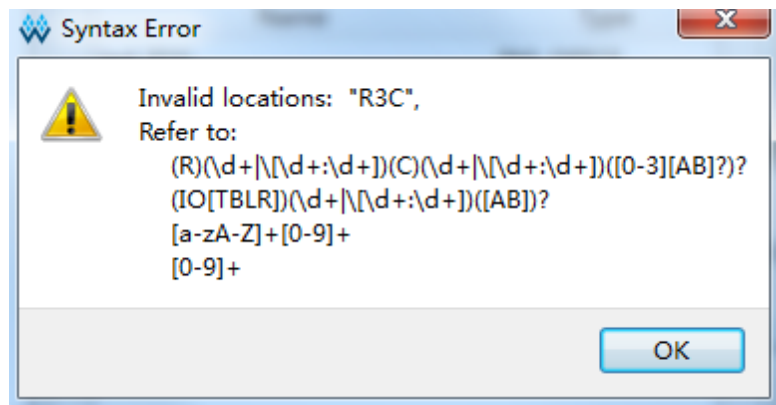 Syntax Error
Invalid locations: "R3C",
Refer to:
(R)(\d+|\[\d+:\d+])(C)(\d+|\[\d+:\d+])([0-3][AB]?)?
(IO[TBLR])(\d+|\[\d+:\d+])([AB])?
[a-zA-Z]+[0-9]+
[0-9]+
OK